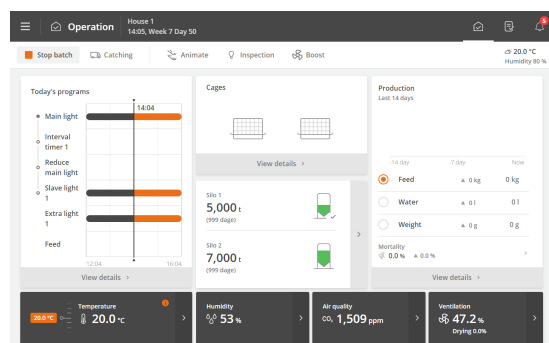 Operation
House 1
14:05, Week 7 Day 50
5
Stop batch
Catching
Animate
Inspection
Boost
20.0 °C
Humidity 80 %
Today's programs
14:04
Main light
Interval
timer 1
Reduce
main light
Slave light
1
Extra light
1
Feed
12:04
16:04
View details
Cages
View details
Silo 1
5,000 t
(999 dage)
Silo 2
7,000 t
(999 dage)
Production
Last 14 days
-14 day
-7 day
Now
Feed
0 kg
0 kg
Water
0 l
0 l
Weight
0 g
0 g
Mortality
0.0 %
0.0 %
View details
20.0 °C
Temperature
20.0 °C
Humidity
53 %
Air quality
CO₂ 1,509 ppm
Ventilation
47.2 %
Drying 0.0%